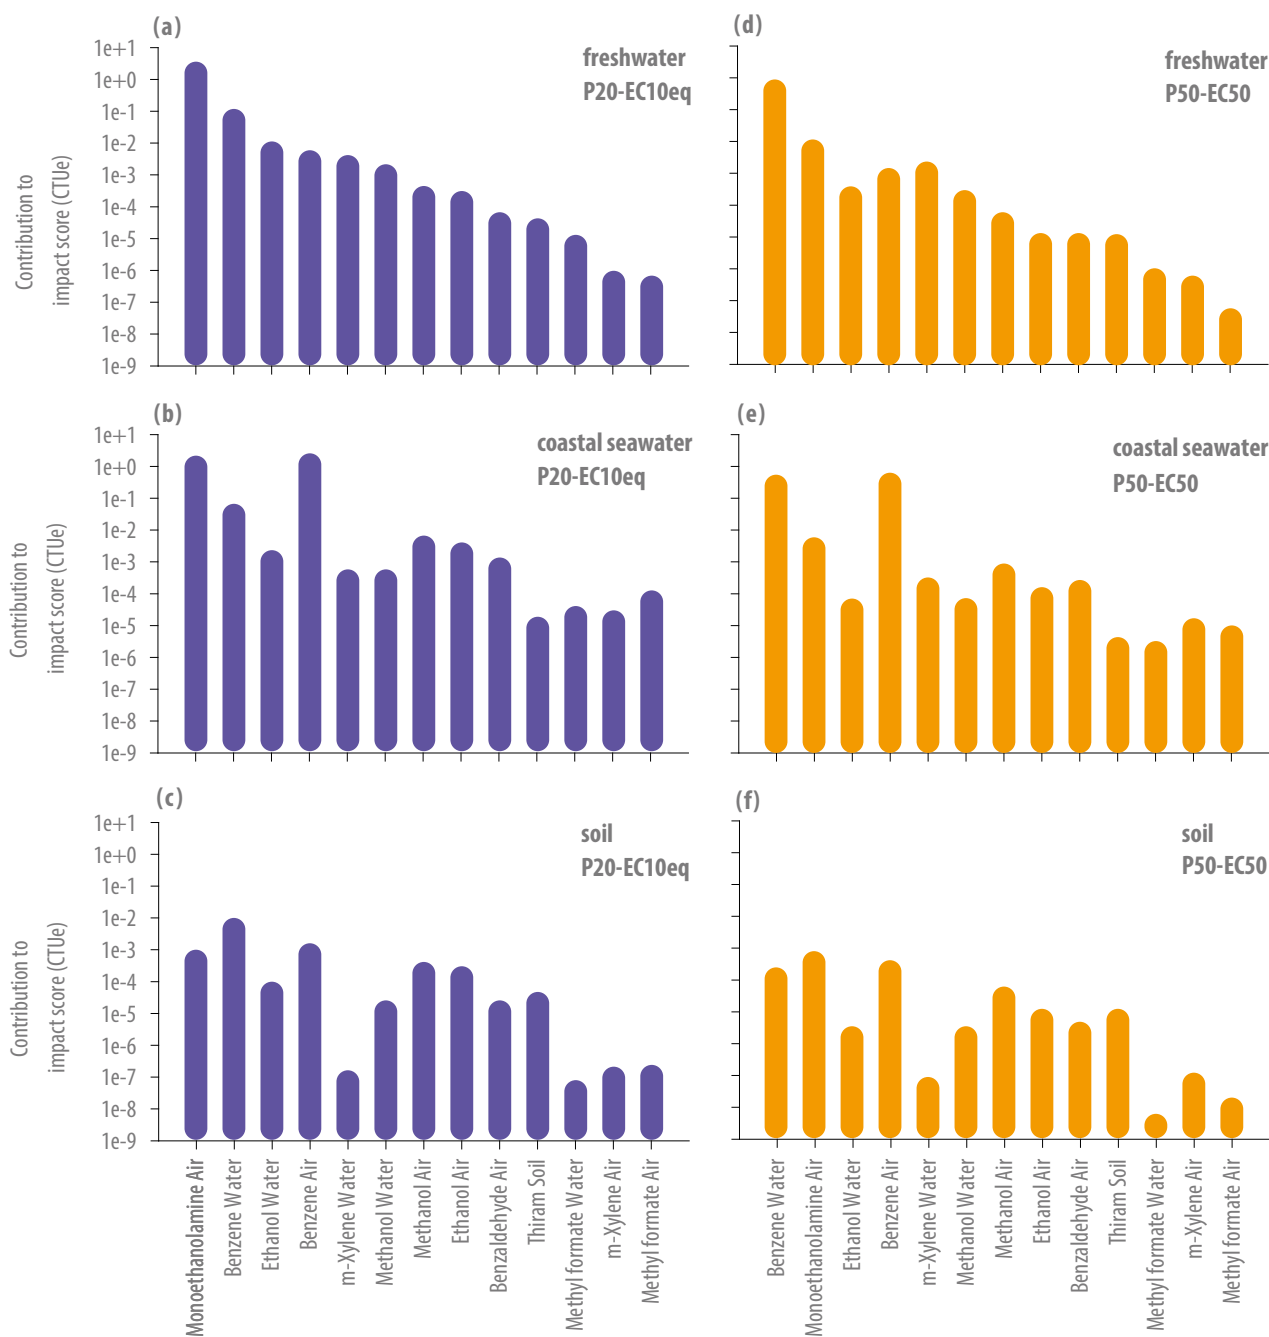 (a)
freshwater
P20-EC10eq
1e+1
1e+0
1e-1
1e-2
1e-3
1e-4
1e-5
1e-6
1e-7
1e-8
1e-9
Contribution to
impact score (CTUe)
(d)
freshwater
P50-EC50
(b)
coastal seawater
P20-EC10eq
1e+1
1e+0
1e-1
1e-2
1e-3
1e-4
1e-5
1e-6
1e-7
1e-8
1e-9
Contribution to
impact score (CTUe)
(e)
coastal seawater
P50-EC50
(c)
soil
P20-EC10eq
1e+1
1e+0
1e-1
1e-2
1e-3
1e-4
1e-5
1e-6
1e-7
1e-8
1e-9
Contribution to
impact score (CTUe)
(f)
soil
P50-EC50
Monoethanolamine Air
Benzene Water
Ethanol Water
Benzene Air
m-Xylene Water
Methanol Water
Methanol Air
Ethanol Air
Benzaldehyde Air
Thiram Soil
Methyl formate Water
m-Xylene Air
Methyl formate Air
Benzene Water
Monoethanolamine Air
Ethanol Water
Benzene Air
m-Xylene Water
Methanol Water
Methanol Air
Ethanol Air
Benzaldehyde Air
Thiram Soil
Methyl formate Water
m-Xylene Air
Methyl formate Air